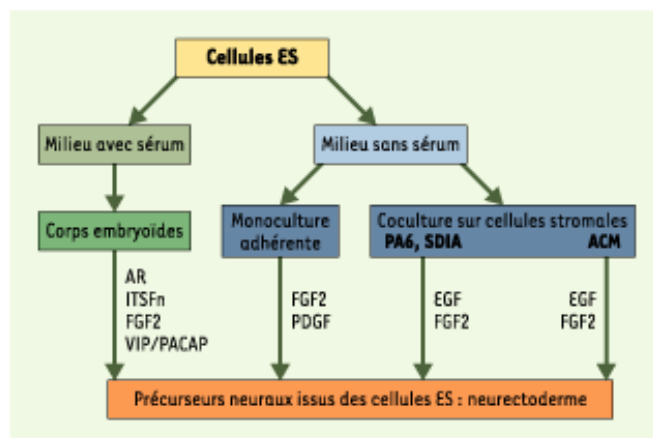 Cellules ES
Milieu avec sérum
Milieu sans sérum
Corps embryoïdes
Monoculture
adhérente
Coculture sur cellules stromales
PA6, SDIA
ACM
AR
ITSFn
FGF2
VIP/PACAP
FGF2
PDGF
EGF
FGF2
EGF
FGF2
Précurseurs neuraux issus des cellules ES : neurectoderme